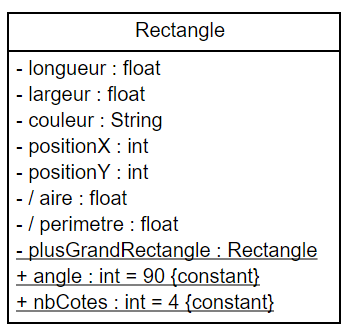 Rectangle
- longueur : float
- largeur : float
- couleur : String
- positionX : int
- positionY : int
- / aire : float
- / perimetre : float
- plusGrandRectangle : Rectangle
+ angle : int = 90 {constant}
+ nbCotes : int = 4 {constant}